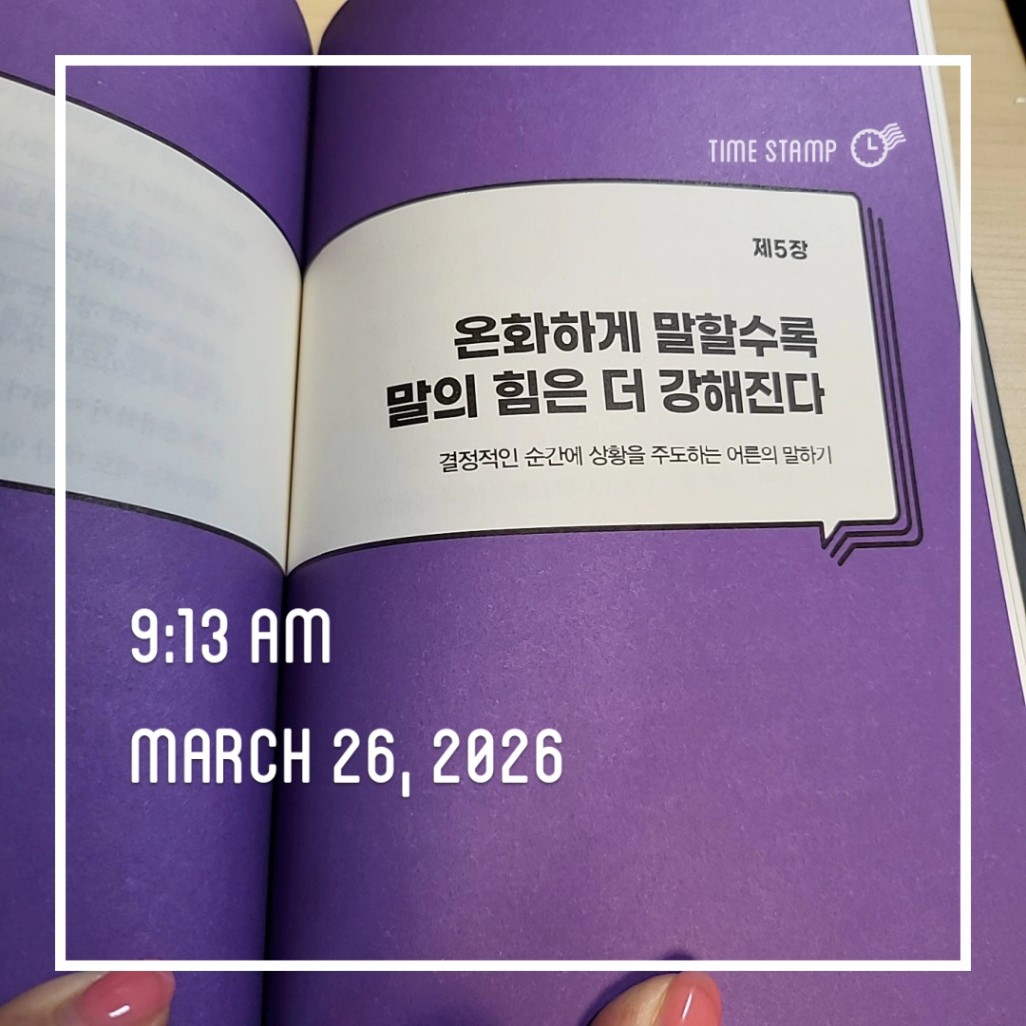 TIME STAMP
제5장
온화하게 말할수록
말의 힘은 더 강해진다
결정적인 순간에 상황을 주도하는 어른의 말하기
9:13 AM
MARCH 26, 2026